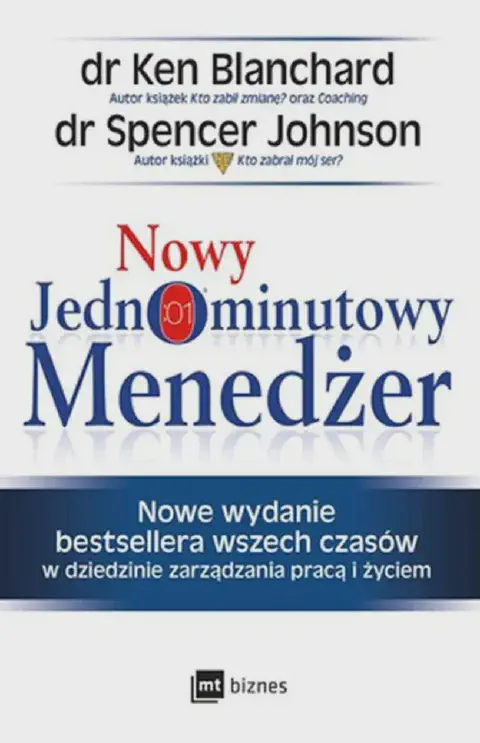 dr Ken Blanchard
Autor książek Kto zabił zmianę? oraz Coaching
dr Spencer Johnson
Autor książki Kto zabrał mój ser?
Nowy
Jednominutowy
:01
Menedżer
Nowe wydanie
bestsellera wszech czasów
w dziedzinie zarządzania pracą i życiem
mt biznes